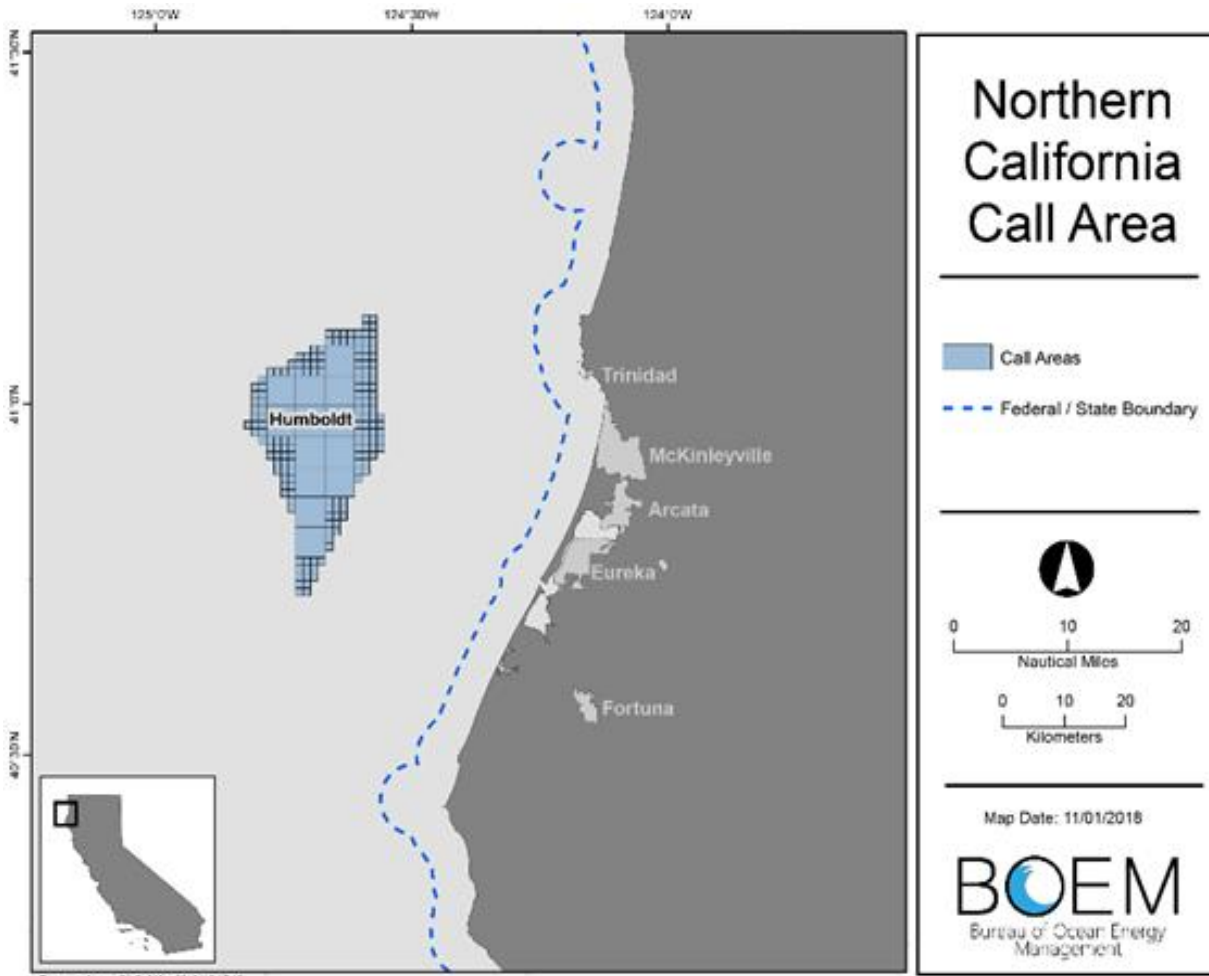 125°0'W
124°30'W
124°0'W
41°30'N
41°0'N
40°30'N
Humboldt
Trinidad
McKinleyville
Arcata
Eureka
Fortuna
Northern
California
Call Area
Call Areas
Federal / State Boundary
0 10 20
Nautical Miles
0 10 20
Kilometers
Map Date: 11/01/2018
BOEM
Bureau of Ocean Energy
Management